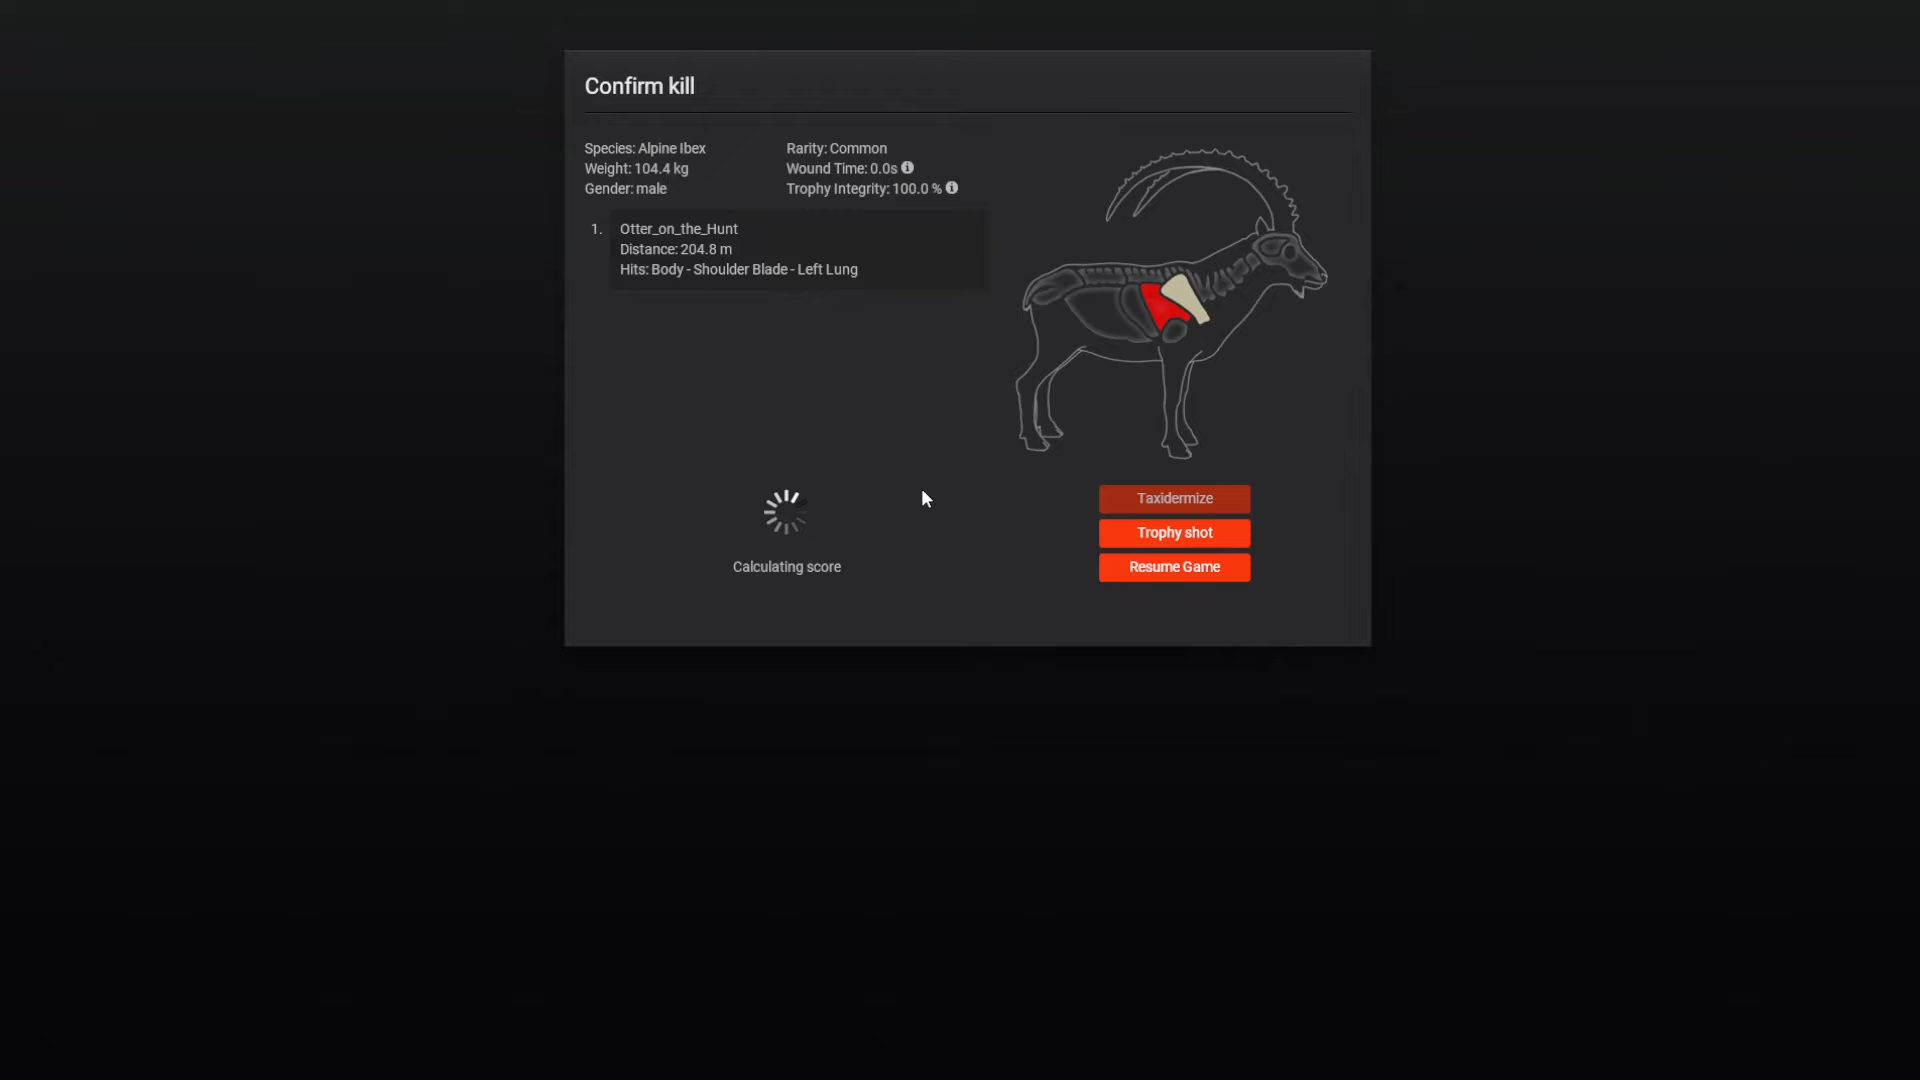 Confirm kill
Species: Alpine Ibex
Rarity: Common
Weight: 104.4 kg
Wound Time: 0.0s
Gender: male
Trophy Integrity: 100.0 %
1. Otter_on_the_Hunt
Distance: 204.8 m
Hits: Body - Shoulder Blade - Left Lung
Taxidermize
Trophy shot
Calculating score
Resume Game